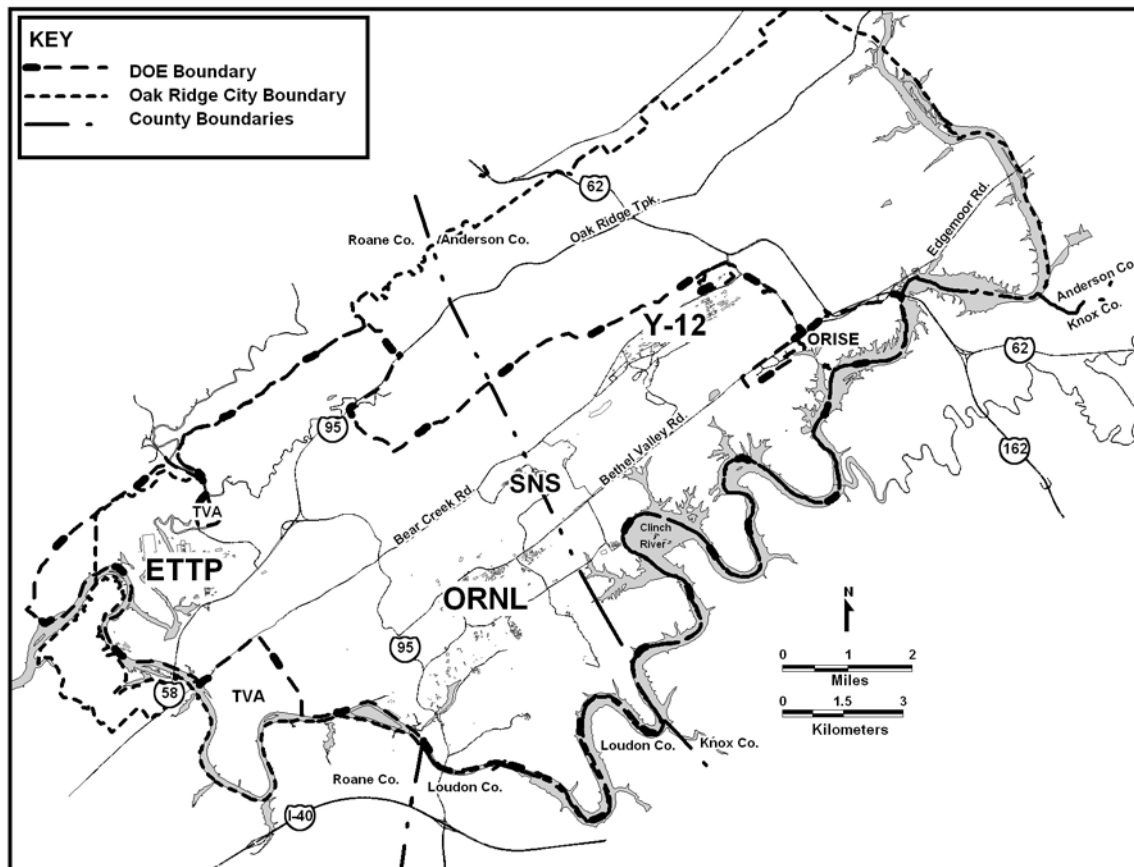 KEY
DOE Boundary
Oak Ridge City Boundary
County Boundaries
62
Oak Ridge Tpk.
Roane Co.
Anderson Co.
Edgemoor Rd.
Anderson Co.
Knox Co.
Y-12
ORISE
62
95
162
Bethel Valley Rd.
SNS
Bear Creek Rd.
TVA
Clinch
River
ETTP
ORNL
N
95
0 1 2
Miles
58
TVA
0 1.5 3
Kilometers
Loudon Co.
Knox Co.
Roane Co.
Loudon Co.
I-40